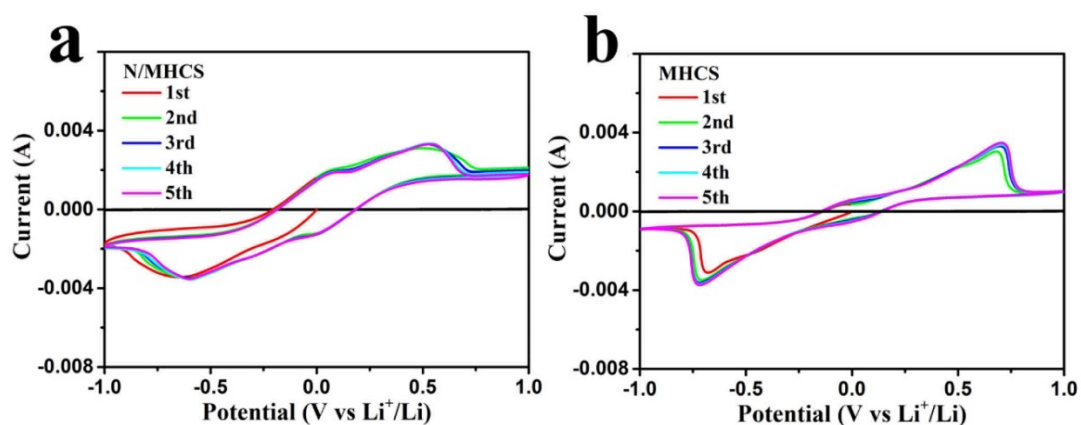 a
N/MHCS
1st
2nd
3rd
4th
5th
0.004
0.000
-0.004
-0.008
Current (A)
-1.0 -0.5 0.0 0.5 1.0
Potential (V vs Li⁺/Li)
b
MHCS
1st
2nd
3rd
4th
5th
0.004
0.000
-0.004
-0.008
Current (A)
-1.0 -0.5 0.0 0.5 1.0
Potential (V vs Li⁺/Li)